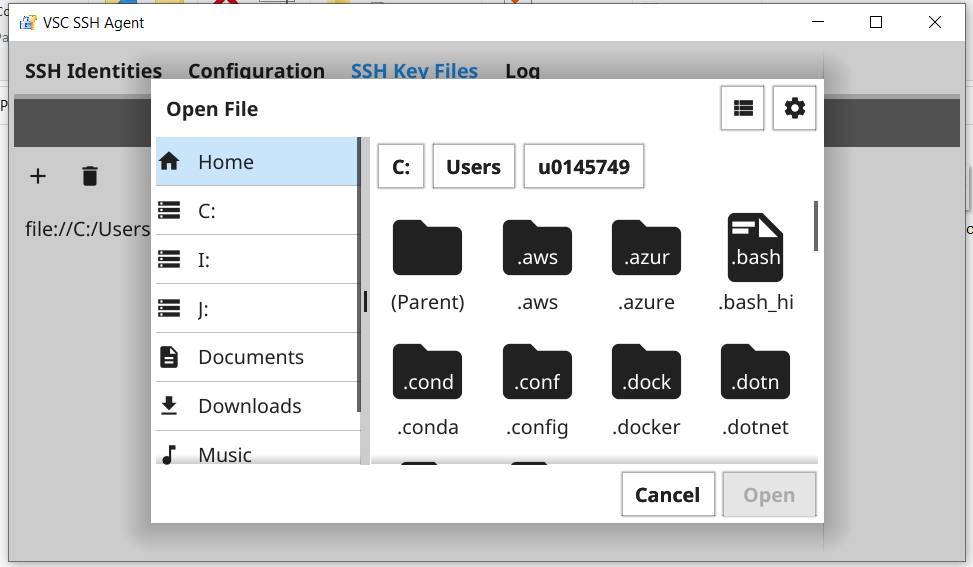 VSC SSH Agent
SSH Identities Configuration SSH Key Files Log
Open File
Home
C:
I:
J:
Documents
Downloads
Music
C: Users u0145749
.aws .azur .bash
(Parent) .aws .azure .bash_hi
.cond .conf .dock .dotn
.conda .config .docker .dotnet
file://C:/Users
Cancel Open